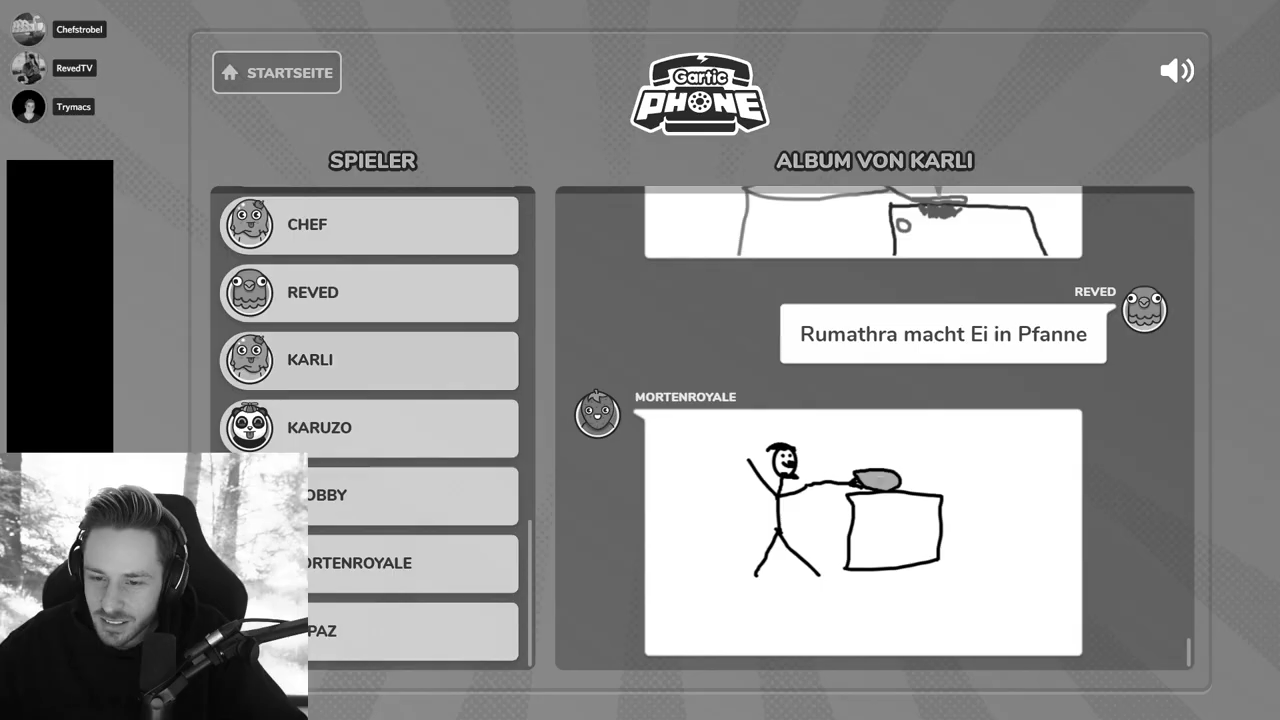 Chefstrobel
RevedTV
Trymacs
STARTSEITE
Gartic
PHONE
SPIELER
ALBUM VON KARLI
CHEF
REVED
KARLI
KARUZO
OBBY
ORTENROYALE
PAZ
REVED
Rumathra macht Ei in Pfanne
MORTENROYALE